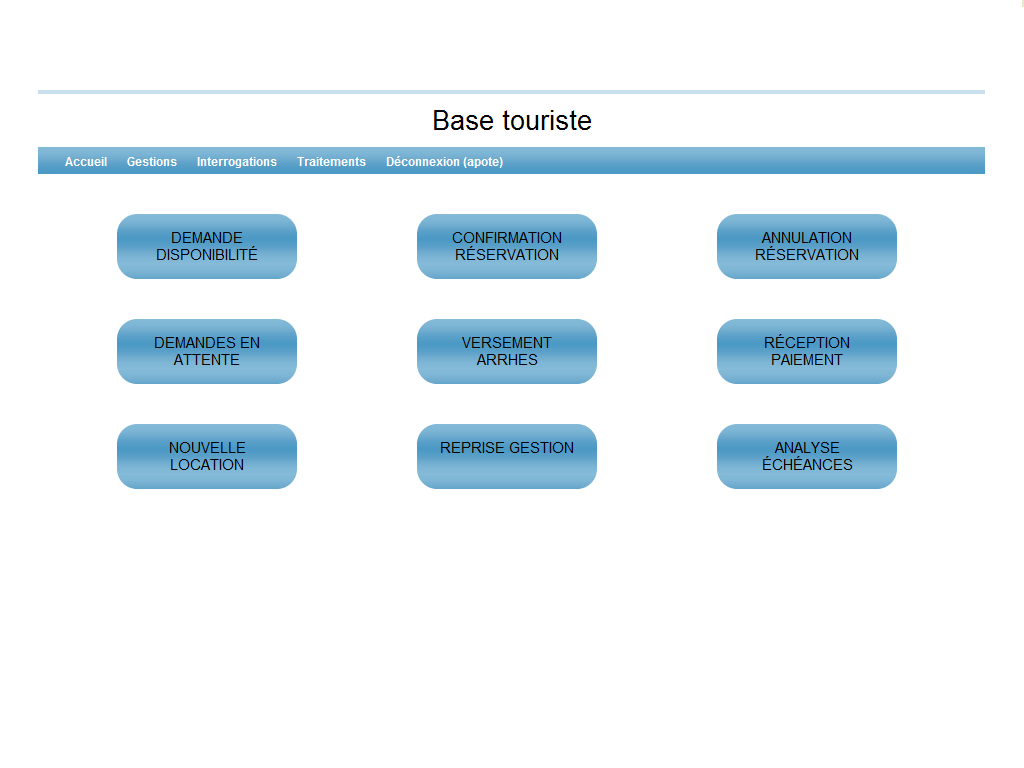 Base touriste
Accueil Gestions Interrogations Traitements Déconnexion (apote)
DEMANDE
DISPONIBILITÉ
CONFIRMATION
RÉSERVATION
ANNULATION
RÉSERVATION
DEMANDES EN
ATTENTE
VERSEMENT
ARRHES
RÉCEPTION
PAIEMENT
NOUVELLE
LOCATION
REPRISE GESTION
ANALYSE
ÉCHÉANCES